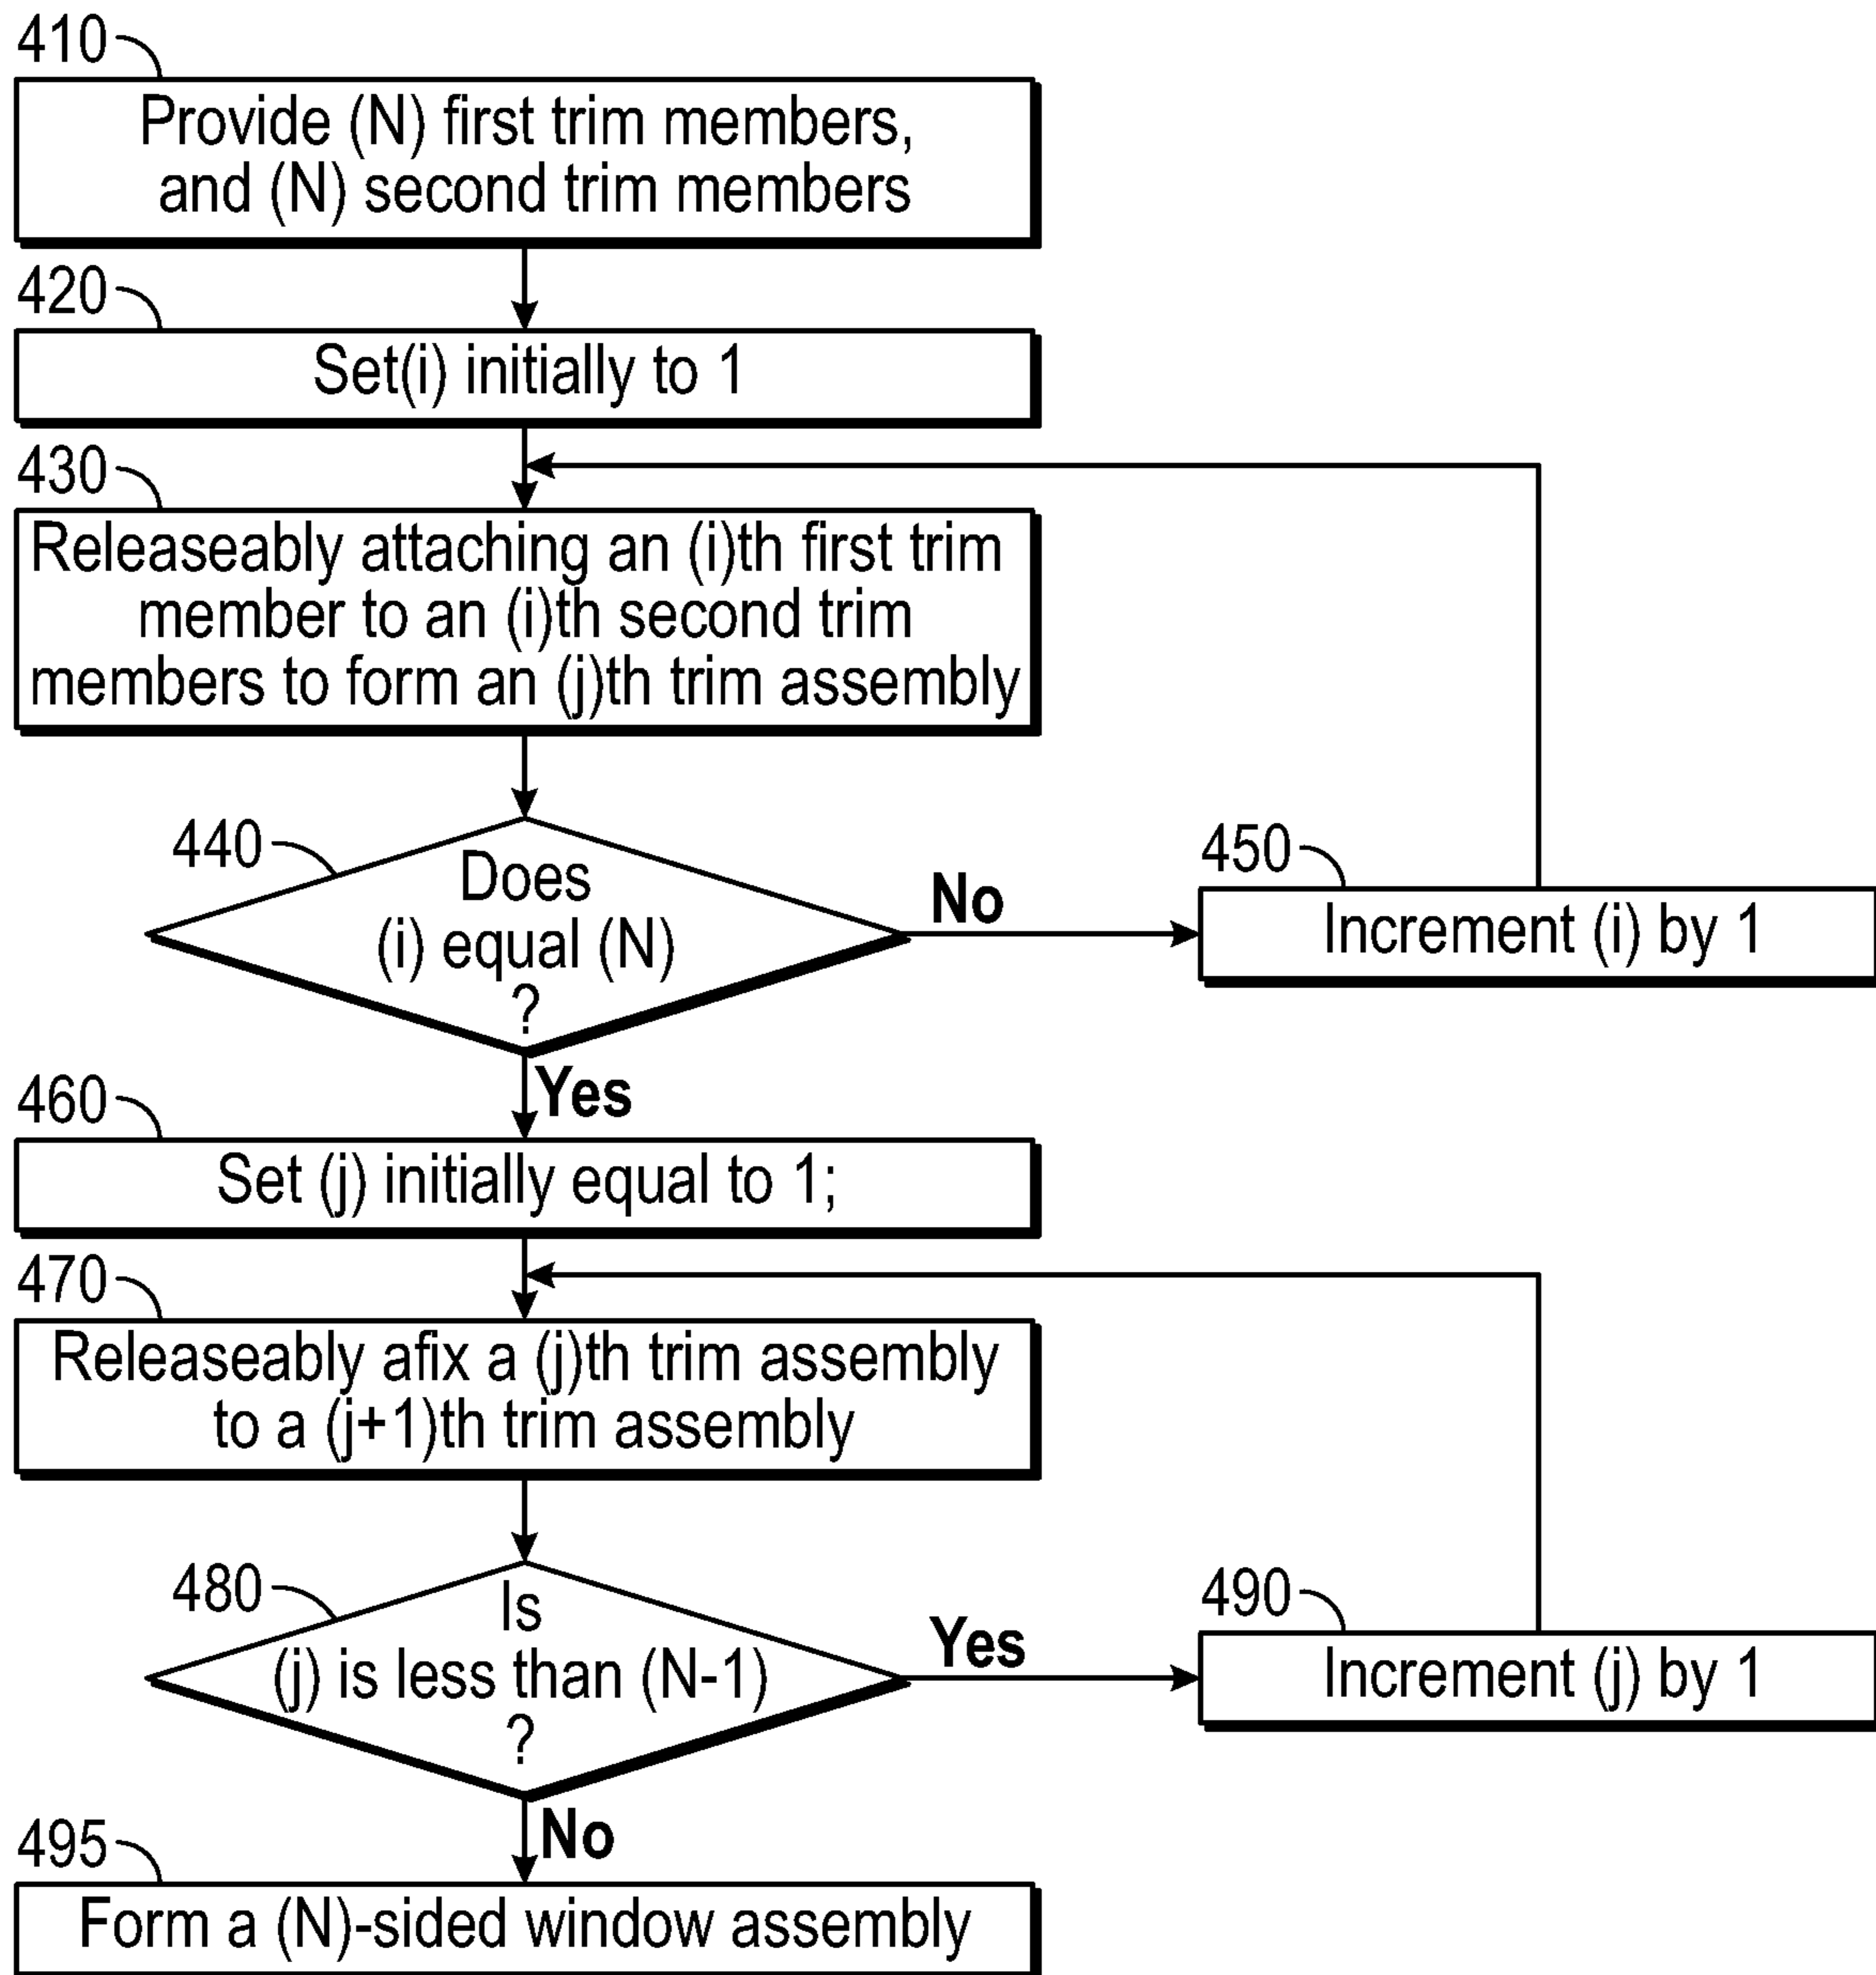 410
Provide (N) first trim members,
and (N) second trim members
420
Set(i) initially to 1
430
Releaseably attaching an (i)th first trim
member to an (i)th second trim
members to form an (j)th trim assembly
440
Does
(i) equal (N)
?
No
450
Increment (i) by 1
Yes
460
Set (j) initially equal to 1;
470
Releaseably afix a (j)th trim assembly
to a (j+1)th trim assembly
480
Is
(j) is less than (N-1)
?
Yes
490
Increment (j) by 1
No
495
Form a (N)-sided window assembly